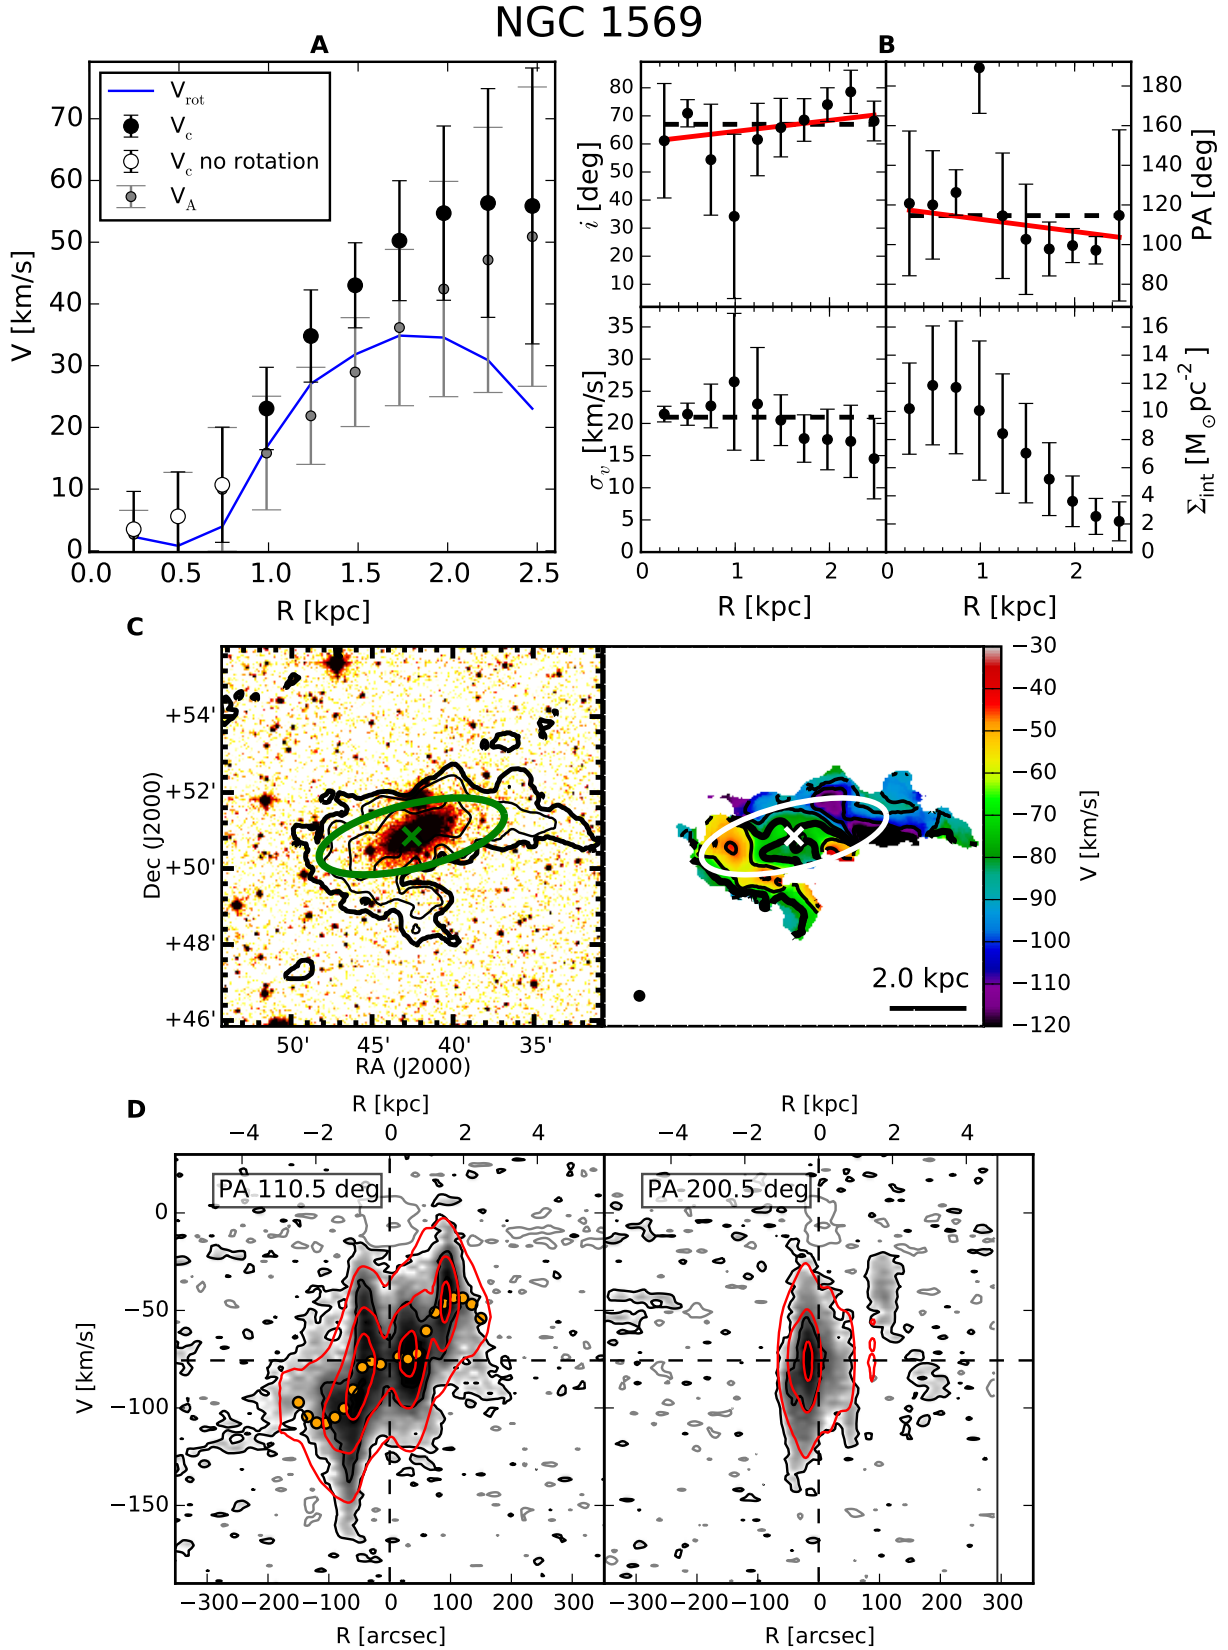 NGC 1569
A
B
V_rot
V_c
V_c no rotation
V_A
70
60
50
40
30
20
10
0
V [km/s]
0.0 0.5 1.0 1.5 2.0 2.5
R [kpc]
80
70
60
50
40
30
20
10
i [deg]
180
160
140
120
100
80
PA [deg]
35
30
25
20
15
10
5
0
σ_v [km/s]
16
14
12
10
8
6
4
2
0
Σ_int [M_⊙pc^-2]
0 1 2
R [kpc]
0 1 2
R [kpc]
C
+54'
+52'
+50'
+48'
+46'
Dec (J2000)
50' 45' 40' 35'
RA (J2000)
2.0 kpc
−30
−40
−50
−60
−70
−80
−90
−100
−110
−120
V [km/s]
D
R [kpc]
R [kpc]
−4 −2 0 2 4
−4 −2 0 2 4
PA 110.5 deg
PA 200.5 deg
0
−50
−100
−150
V [km/s]
−300 −200 −100 0 100 200 300
−300 −200 −100 0 100 200 300
R [arcsec]
R [arcsec]